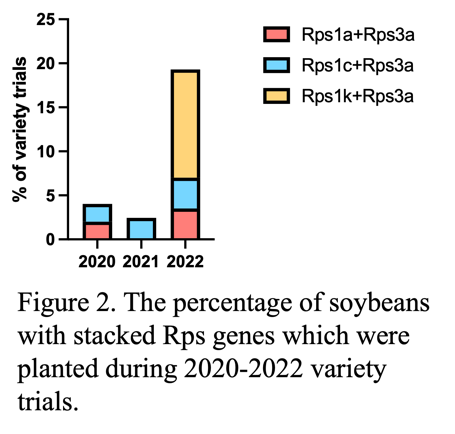 25
20
15
10
5
0
% of variety trials
2020 2021 2022
Rps1a+Rps3a
Rps1c+Rps3a
Rps1k+Rps3a
Figure 2. The percentage of soybeans
with stacked Rps genes which were
planted during 2020-2022 variety
trials.